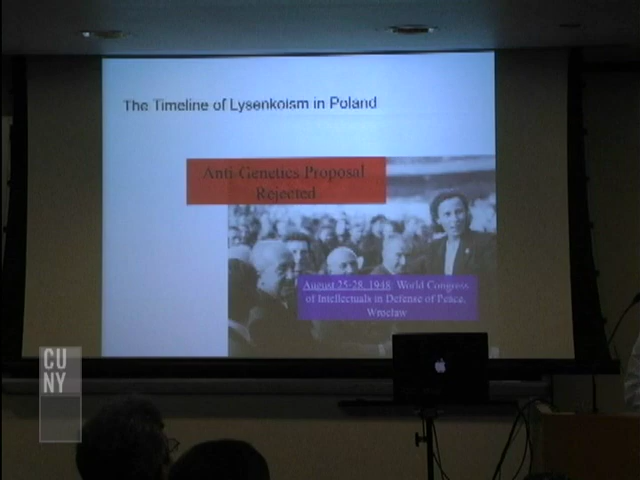 The Timeline of Lysenkoism in Poland
Anti-Genetics Proposal
Rejected
August 25-28, 1948: World Congress
of Intellectuals in Defense of Peace,
Wrocław
CU
NY